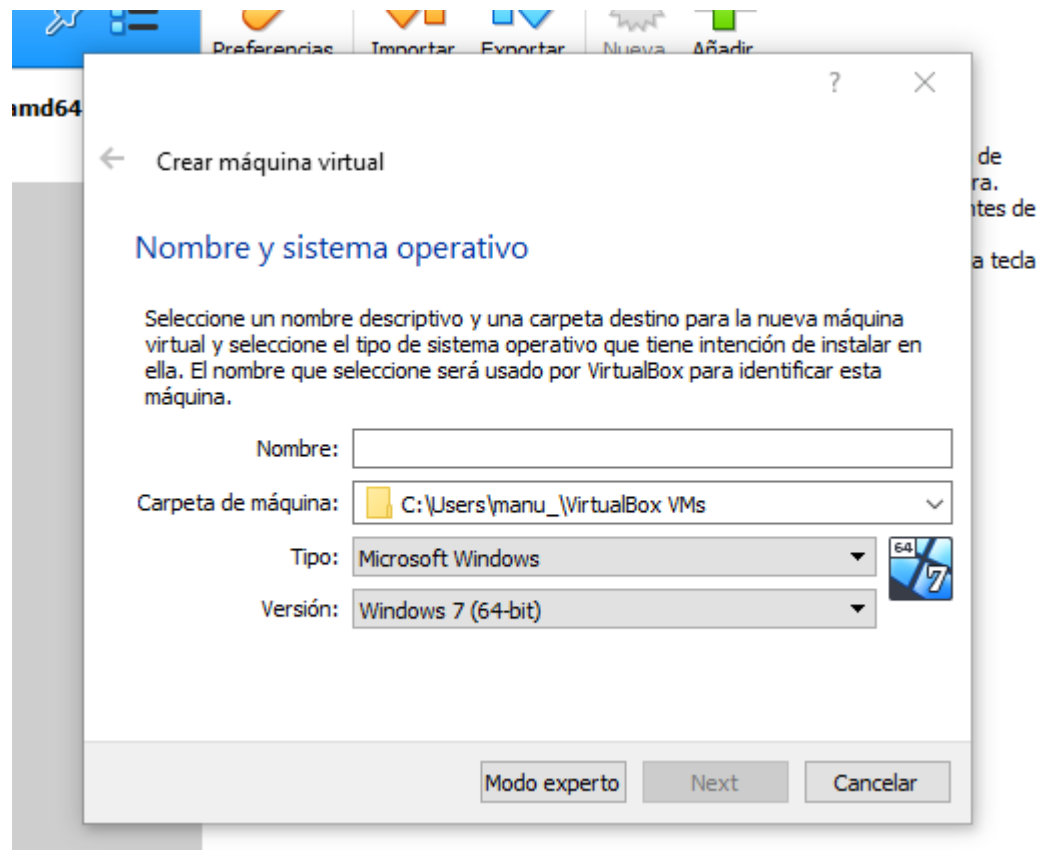 Preferencias Importar Exportar Nueva Añadir
amd64
?
Crear máquina virtual
de
ra.
ntes de
a tecla
Nombre y sistema operativo
Seleccione un nombre descriptivo y una carpeta destino para la nueva máquina
virtual y seleccione el tipo de sistema operativo que tiene intención de instalar en
ella. El nombre que seleccione será usado por VirtualBox para identificar esta
máquina.
Nombre:
Carpeta de máquina: C:\Users\manu_\VirtualBox VMs
Tipo: Microsoft Windows
64
7
Versión: Windows 7 (64-bit)
Modo experto Next Cancelar